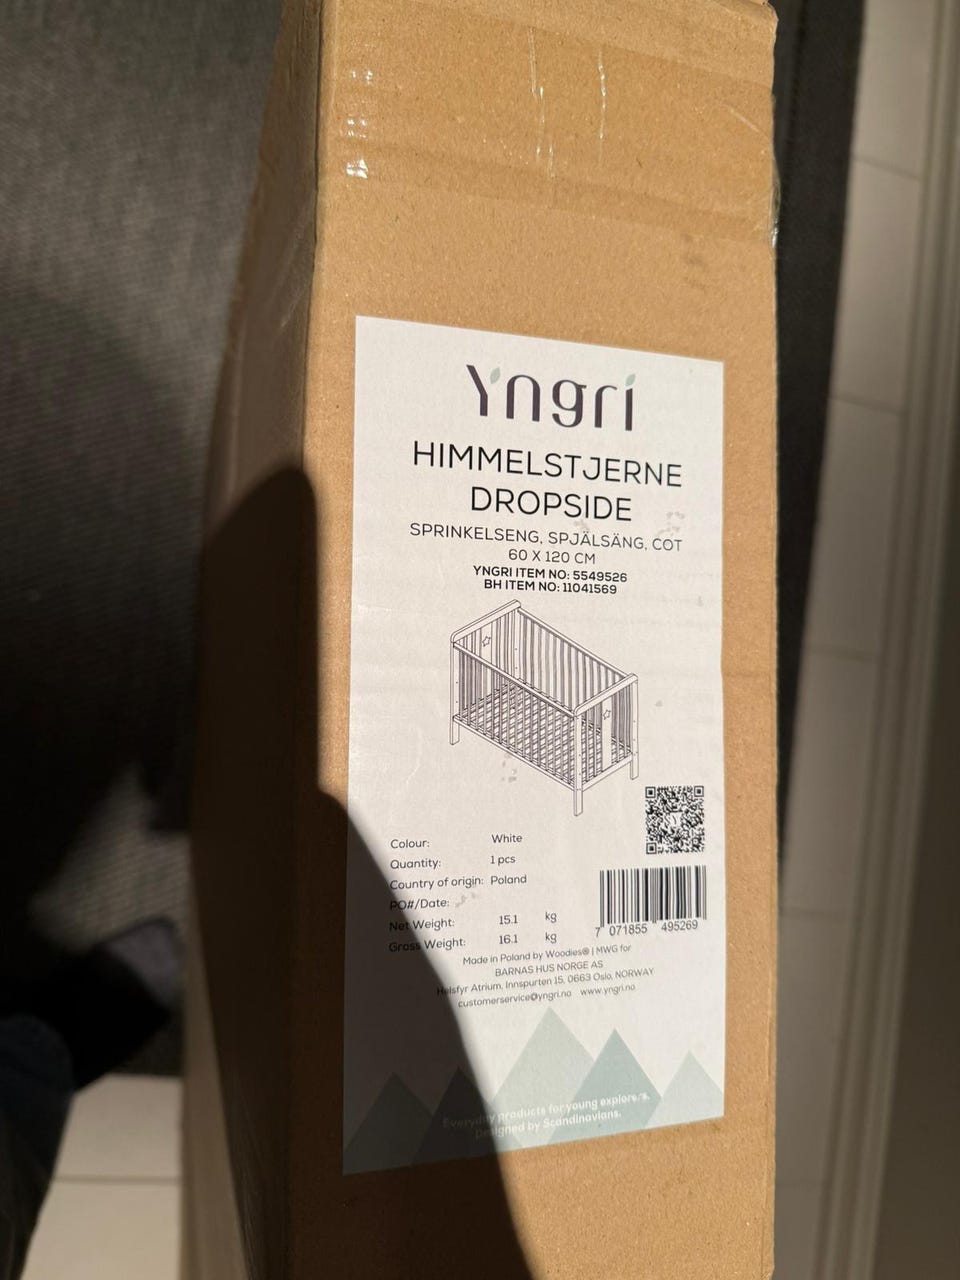 Yngri
HIMMELSTJERNE
DROPSIDE
SPRINKELSENG, SPJÄLSÄNG, COT
60 X 120 CM
YNGRI ITEM NO: 5549526
BH ITEM NO: 11041569
Colour: White
Quantity: 1 pcs
Country of origin: Poland
PO#/Date:
Net Weight: 15.1 kg
Gross Weight: 16.1 kg
7 071855 495269
Made in Poland by Woodies® | MWG for
BARNAS HUS NORGE AS
Helsfyr Atrium, Innspurten 15, 0663 Oslo, NORWAY
customerservice@yngri.no www.yngri.no
Everyday products for young explorers.
Designed by Scandinavians.